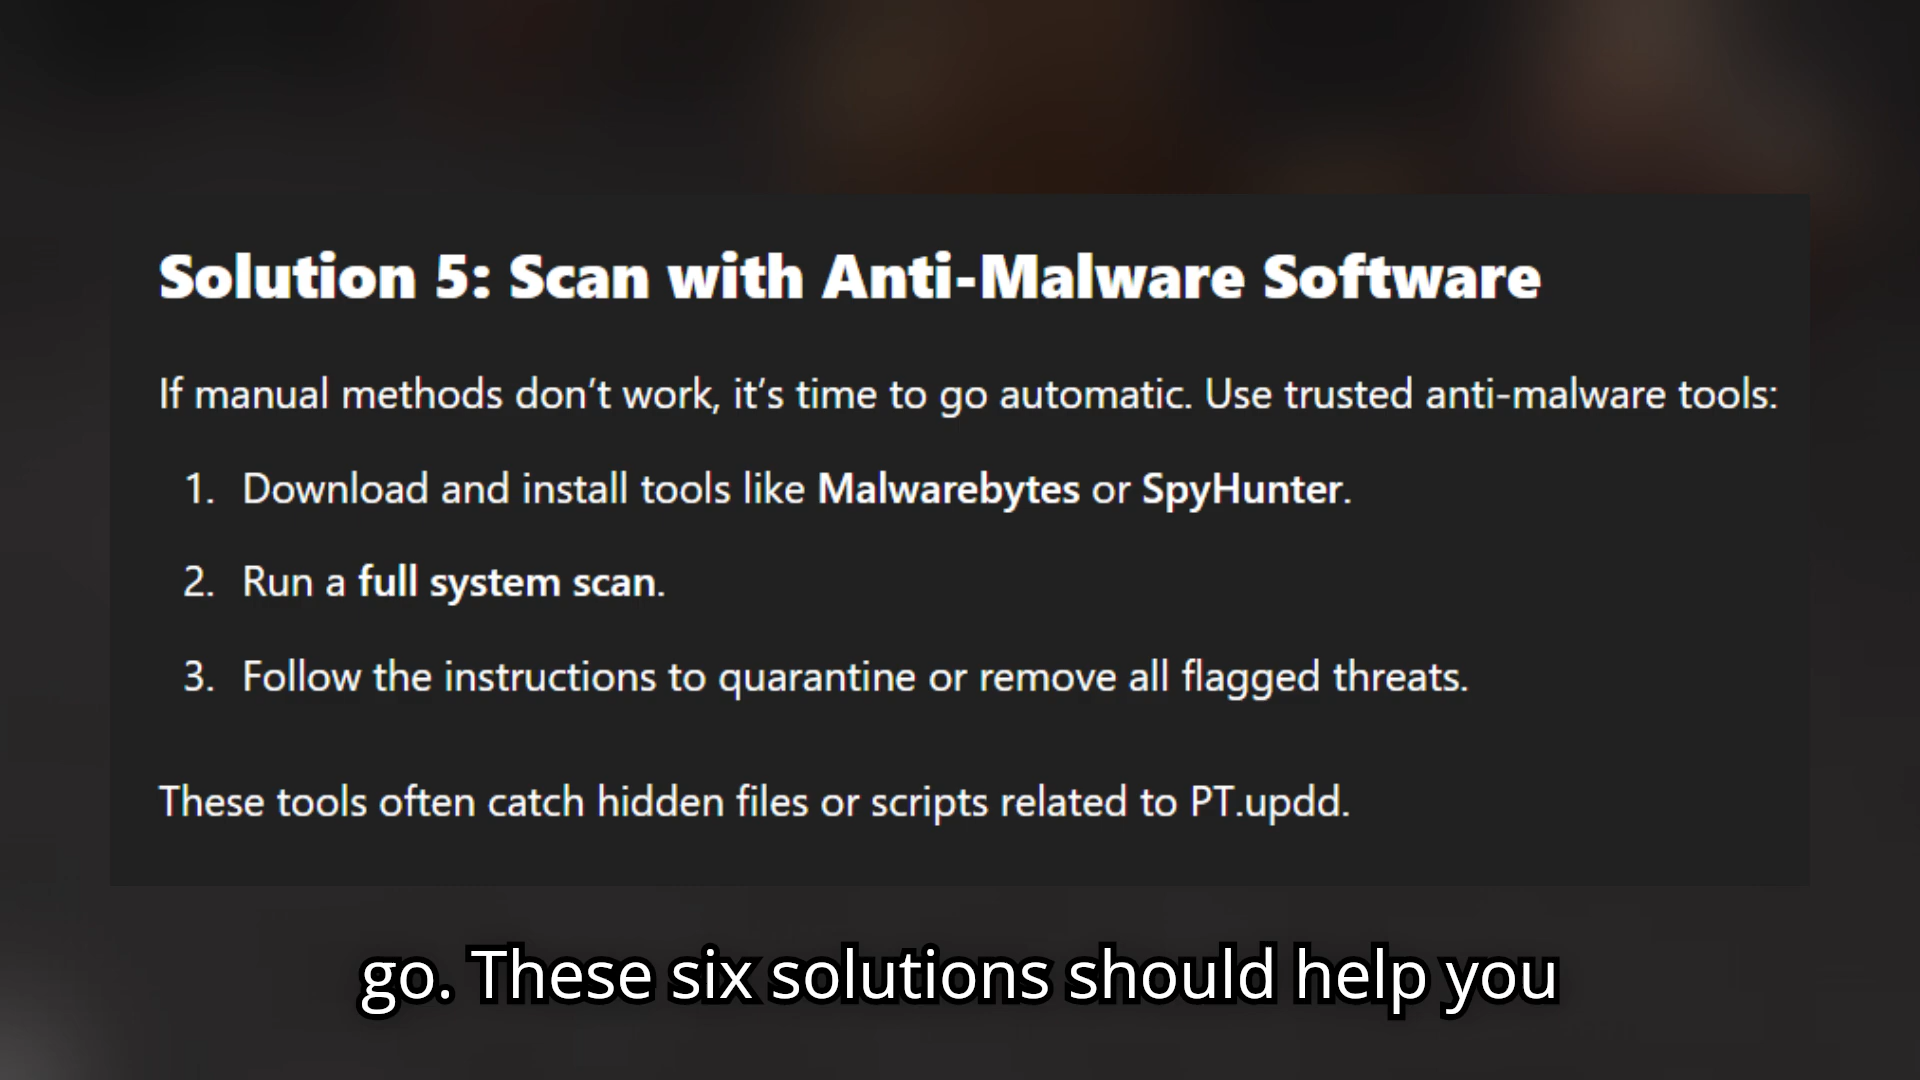 Solution 5: Scan with Anti-Malware Software
If manual methods don’t work, it’s time to go automatic. Use trusted anti-malware tools:
1. Download and install tools like Malwarebytes or SpyHunter.
2. Run a full system scan.
3. Follow the instructions to quarantine or remove all flagged threats.
These tools often catch hidden files or scripts related to PT.updd.
go. These six solutions should help you